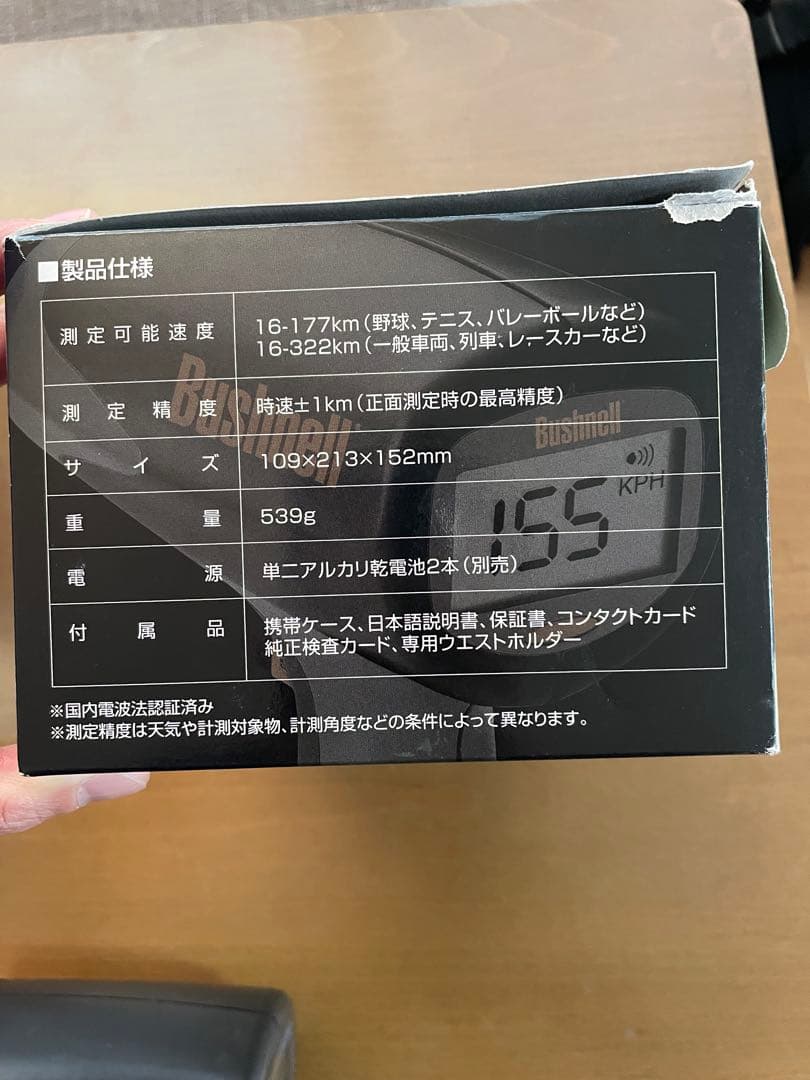 ■製品仕様
測定可能速度
16-177km（野球、テニス、バレーボールなど）
16-322km（一般車両、列車、レースカーなど）
測定精度
時速±1km（正面測定時の最高精度）
サイズ
109×213×152mm
重量
539g
電源
単二アルカリ乾電池2本（別売）
付属品
携帯ケース、日本語説明書、保証書、コンタクトカード
純正検査カード、専用ウエストホルダー
※国内電波法認証済み
※測定精度は天気や計測対象物、計測角度などの条件によって異なります。
Bushnell
Bushnell
155 KPH